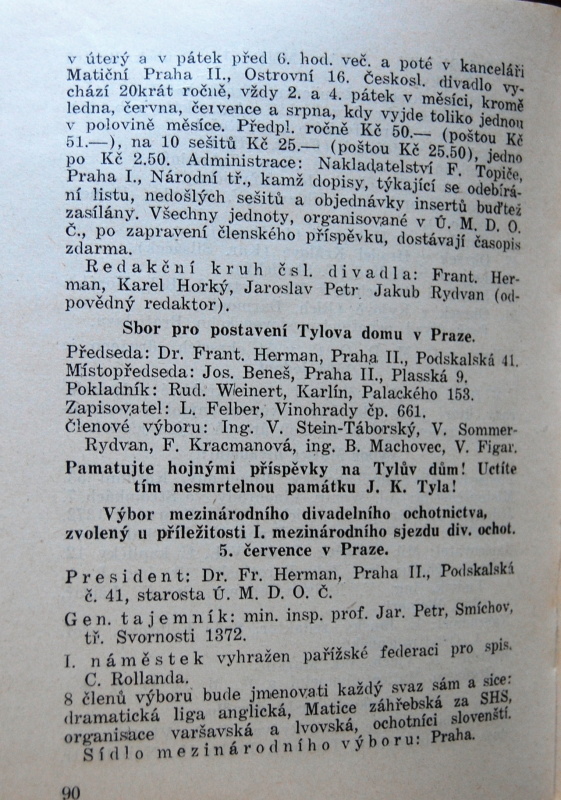 v úterý a v pátek před 6. hod. več. a poté v kanceláři
Matiční Praha II., Ostrovní 16. Českosl. divadlo vy-
chází 20krát ročně, vždy 2. a 4. pátek v měsíci, kromě
ledna, června, července a srpna, kdy vyjde toliko jednou
v polovině měsíce. Předpl. ročně Kč 50.— (poštou Kč
51.—), na 10 sešitů Kč 25.— (poštou Kč 25.50), jedno
po Kč 2.50. Administrace: Nakladatelství F. Topiče,
Praha I., Národní tř., kamž dopisy, týkající se odebírá-
ní listu, nedošlých sešitů a objednávky insertů buďtež
zasílány. Všechny jednoty, organisované v Ú. M. D. O.
Č., po zapravení členského příspěvku, dostávají časopis
zdarma.
Redakční kruh čsl. divadla: Frant. Her-
man, Karel Horký, Jaroslav Petr, Jakub Rydvan (od-
povědný redaktor).
Sbor pro postavení Tylova domu v Praze.
Předseda: Dr. Frant. Herman, Praha II., Podskalská 41.
Místopředseda: Jos. Beneš, Praha II., Plasská 9.
Pokladník: Rud. Weinert, Karlín, Palackého 153.
Zapisovatel: L. Felber, Vinohrady čp. 661.
Členové výboru: Ing. V. Stein-Táborský, V. Sommer-
Rydvan, F. Kracmanová, ing. B. Machovec, V. Figar.
Pamatujte hojnými příspěvky na Tylův dům! Uctíte
tím nesmrtelnou památku J. K. Tyla!
Výbor mezinárodního divadelního ochotnictva,
zvolený u příležitosti I. mezinárodního sjezdu div. ochot.
5. července v Praze.
President: Dr. Fr. Herman, Praha II., Podskalská
č. 41, starosta Ú. M. D. O. Č.
Gen. tajemník: min. insp. prof. Jar. Petr, Smíchov,
tř. Svornosti 1372.
I. náměstek vyhražen pařížské federaci pro spis.
C. Rollanda.
8 členů výboru bude jmenovati každý svaz sám a sice:
dramatická liga anglická, Matice záhřebská za SHS,
organisace varšavská a lvovská, ochotníci slovenští.
Sídlo mezinárodního výboru: Praha.
90